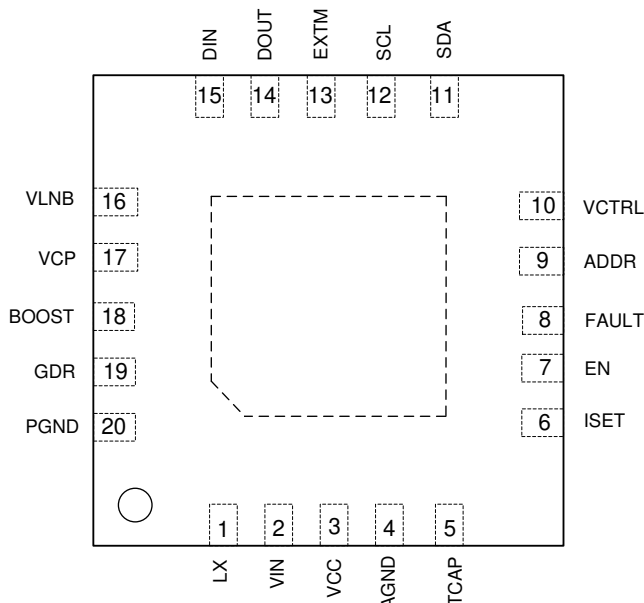 DIN DOUT EXTM SCL SDA
15 14 13 12 11
VLNB 16 10 VCTRL
VCP 17 9 ADDR
BOOST 18 8 FAULT
GDR 19 7 EN
PGND 20 6 ISET
1 2 3 4 5
LX VIN VCC AGND TCAP